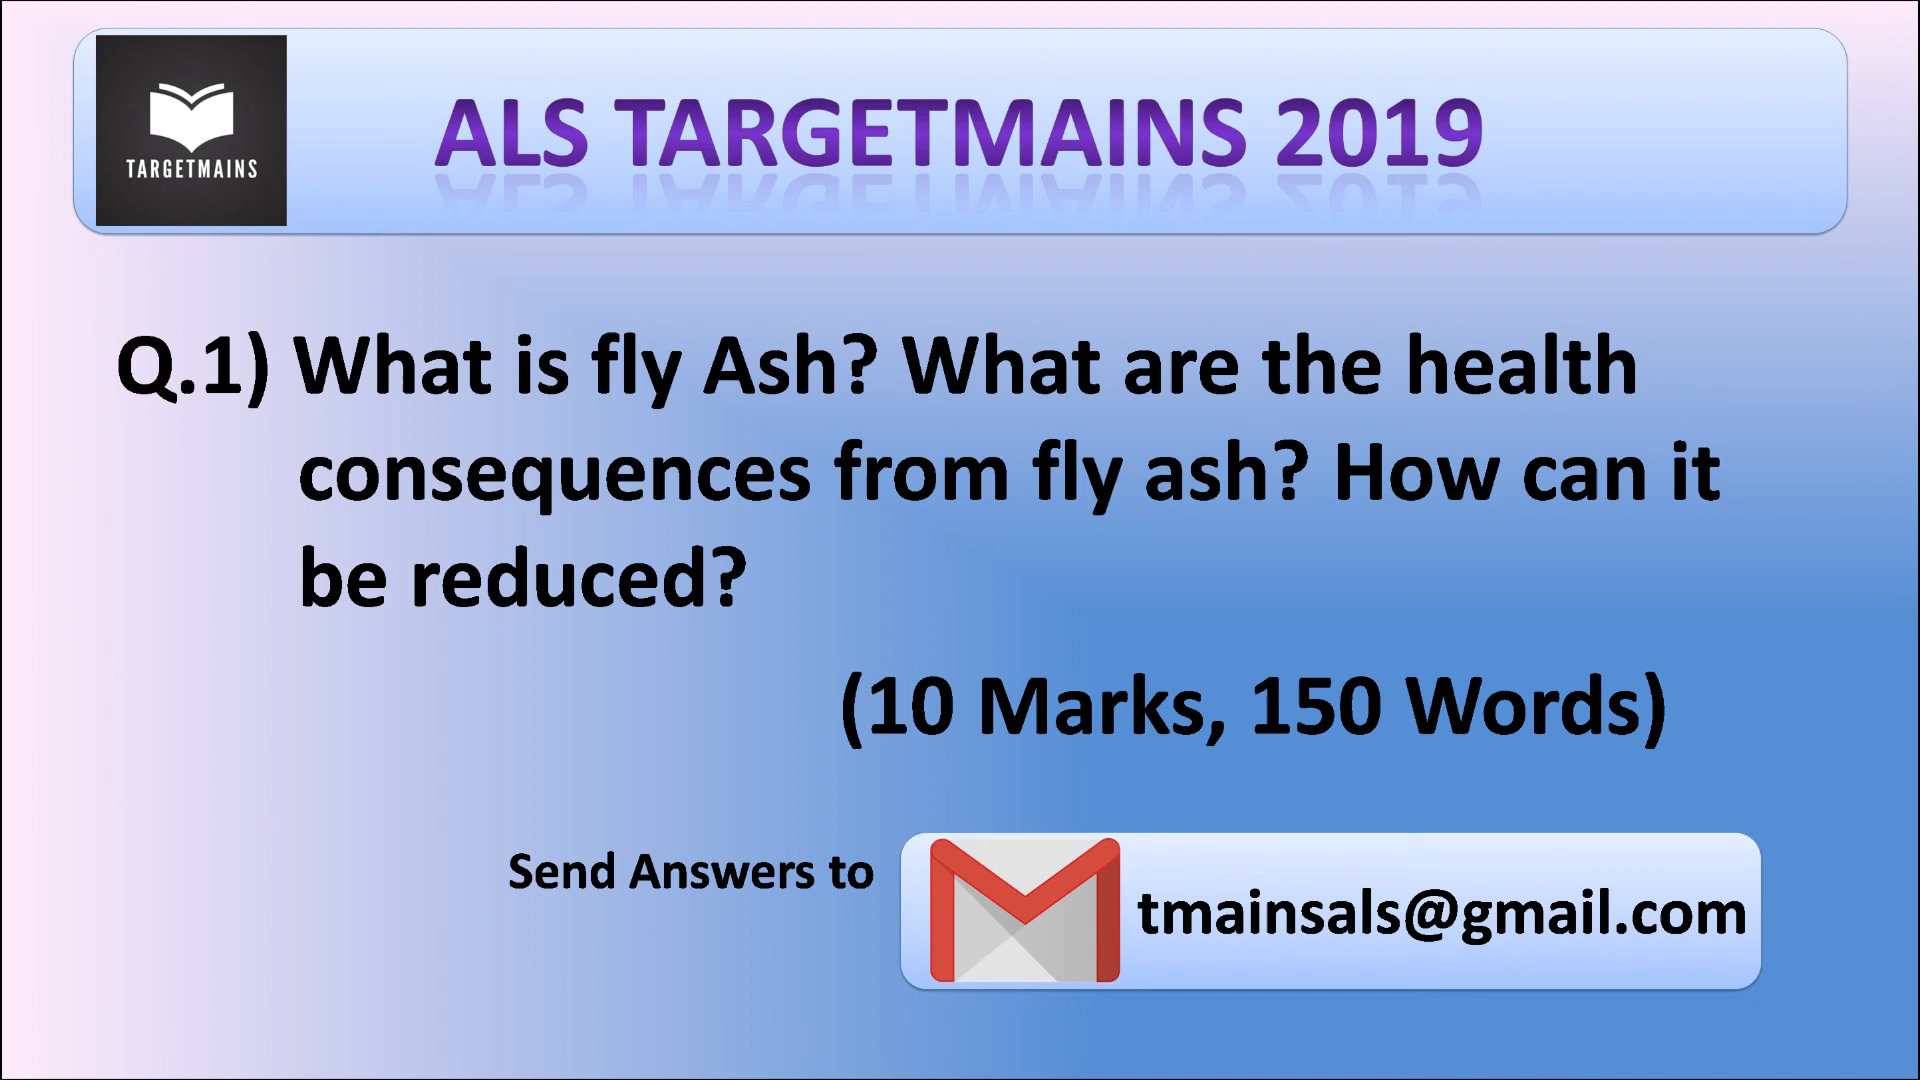 TARGETMAINS
ALS TARGETMAINS 2019
Q.1) What is fly Ash? What are the health
consequences from fly ash? How can it
be reduced?
(10 Marks, 150 Words)
Send Answers to
tmainsals@gmail.com